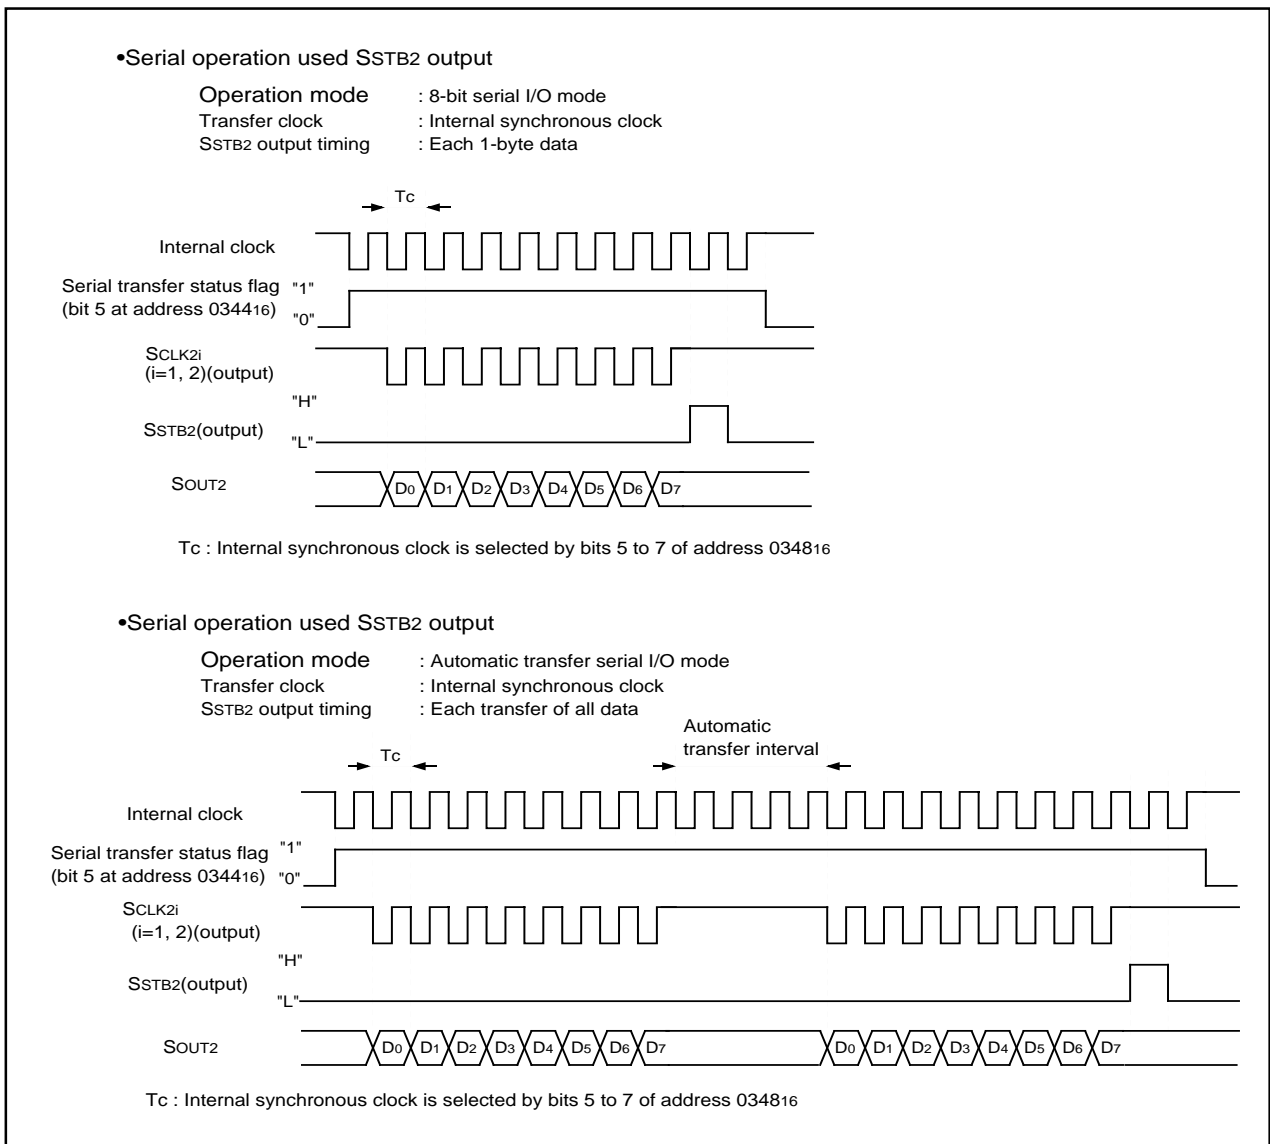 •Serial operation used SSTB2 output
Operation mode : 8-bit serial I/O mode
Transfer clock : Internal synchronous clock
SSTB2 output timing : Each 1-byte data
Tc
Internal clock
Serial transfer status flag "1"
(bit 5 at address 034416) "0"
SCLK2i
(i=1, 2)(output)
"H"
SSTB2(output)
"L"
SOUT2 D0 D1 D2 D3 D4 D5 D6 D7
Tc : Internal synchronous clock is selected by bits 5 to 7 of address 034816
•Serial operation used SSTB2 output
Operation mode : Automatic transfer serial I/O mode
Transfer clock : Internal synchronous clock
SSTB2 output timing : Each transfer of all data
Automatic
transfer interval
Tc
Internal clock
Serial transfer status flag "1"
(bit 5 at address 034416) "0"
SCLK2i
(i=1, 2)(output)
"H"
SSTB2(output)
"L"
SOUT2 D0 D1 D2 D3 D4 D5 D6 D7 D0 D1 D2 D3 D4 D5 D6 D7
Tc : Internal synchronous clock is selected by bits 5 to 7 of address 034816